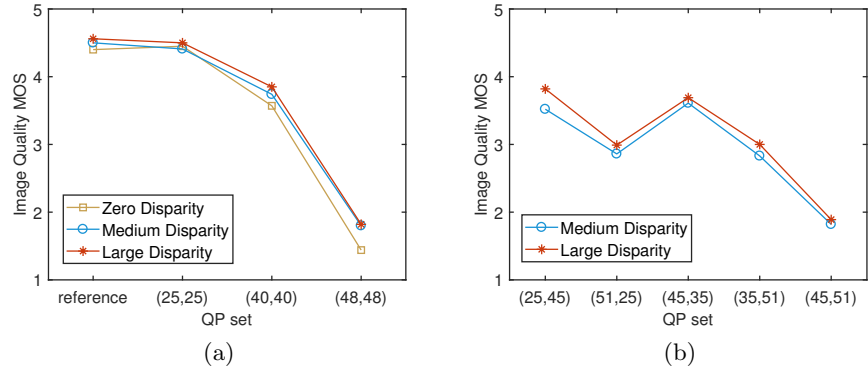 5
4
3
2
1
Image Quality MOS
Zero Disparity
Medium Disparity
Large Disparity
reference (25,25) (40,40) (48,48)
QP set
(a)
5
4
3
2
1
Image Quality MOS
Medium Disparity
Large Disparity
(25,45) (51,25) (45,35) (35,51) (45,51)
QP set
(b)